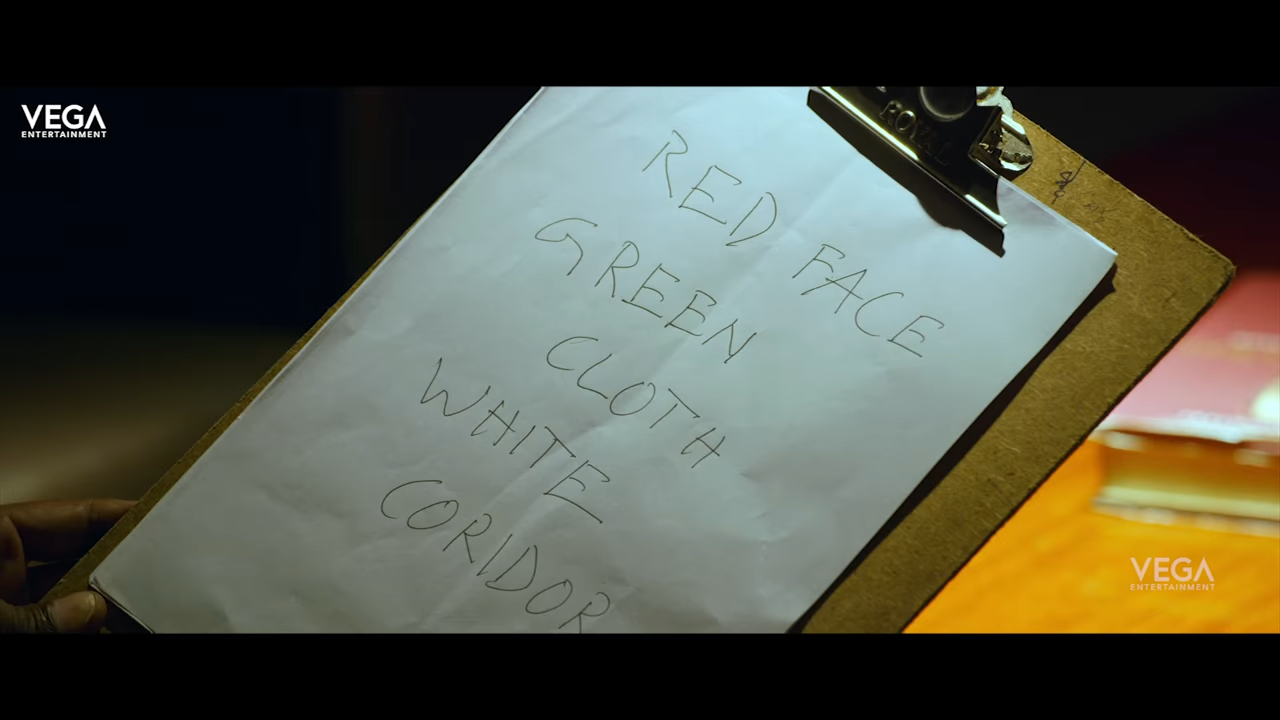 VEGA
ENTERTAINMENT
ROYAL
RED FACE
GREEN
CLOTH
WHITE
CORIDOR
VEGA
ENTERTAINMENT